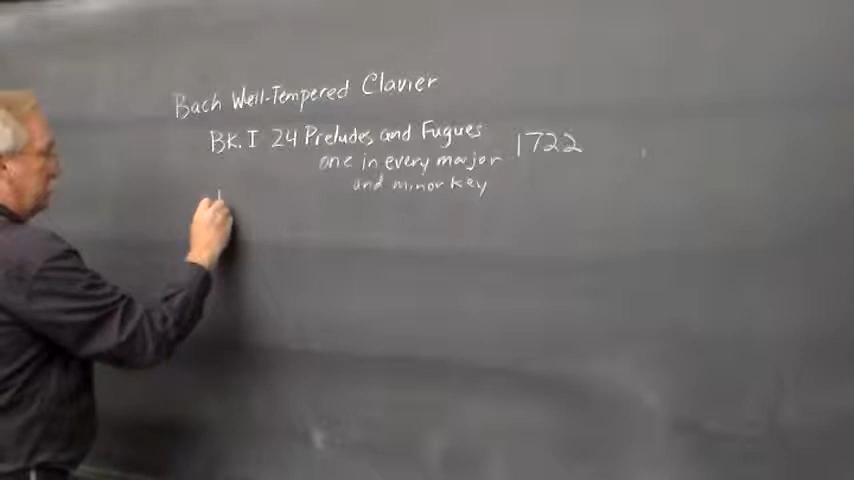 Bach Well-Tempered Clavier
BK. I 24 Preludes and Fugues 1722
one in every major
and minor key